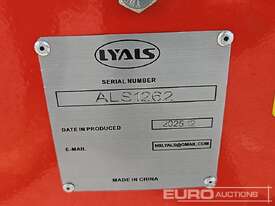 LYALS
SERIAL NUMBER
ALS1262
DATE IN PRODUCED
E-MAIL
MADE IN CHINA
EURO
AUCTIONS